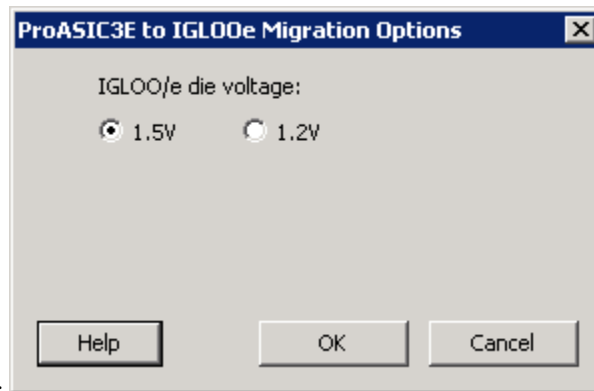 ProASIC3E to IGLOOe Migration Options
IGLOO/e die voltage:
1.5V 1.2V
Help OK Cancel